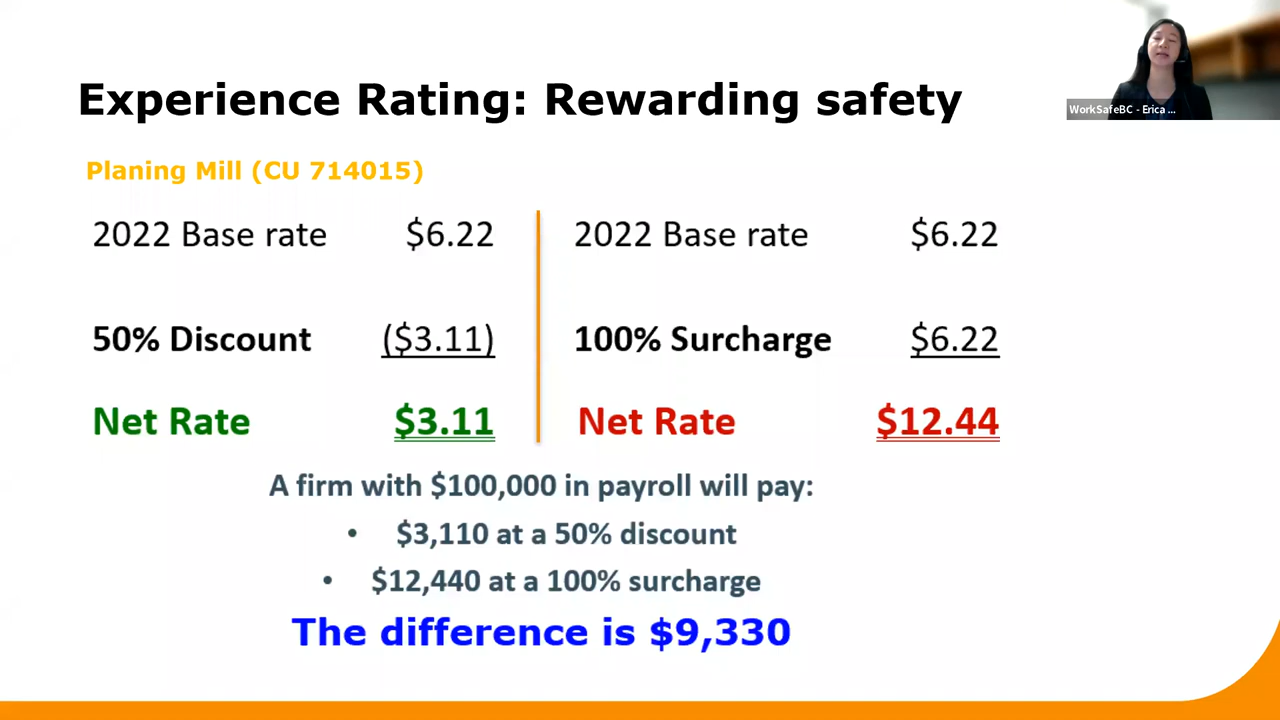 Experience Rating: Rewarding safety
WorkSafeBC - Erica ...
Planing Mill (CU 714015)
2022 Base rate $6.22
50% Discount ($3.11)
Net Rate $3.11
2022 Base rate $6.22
100% Surcharge $6.22
Net Rate $12.44
A firm with $100,000 in payroll will pay:
• $3,110 at a 50% discount
• $12,440 at a 100% surcharge
The difference is $9,330